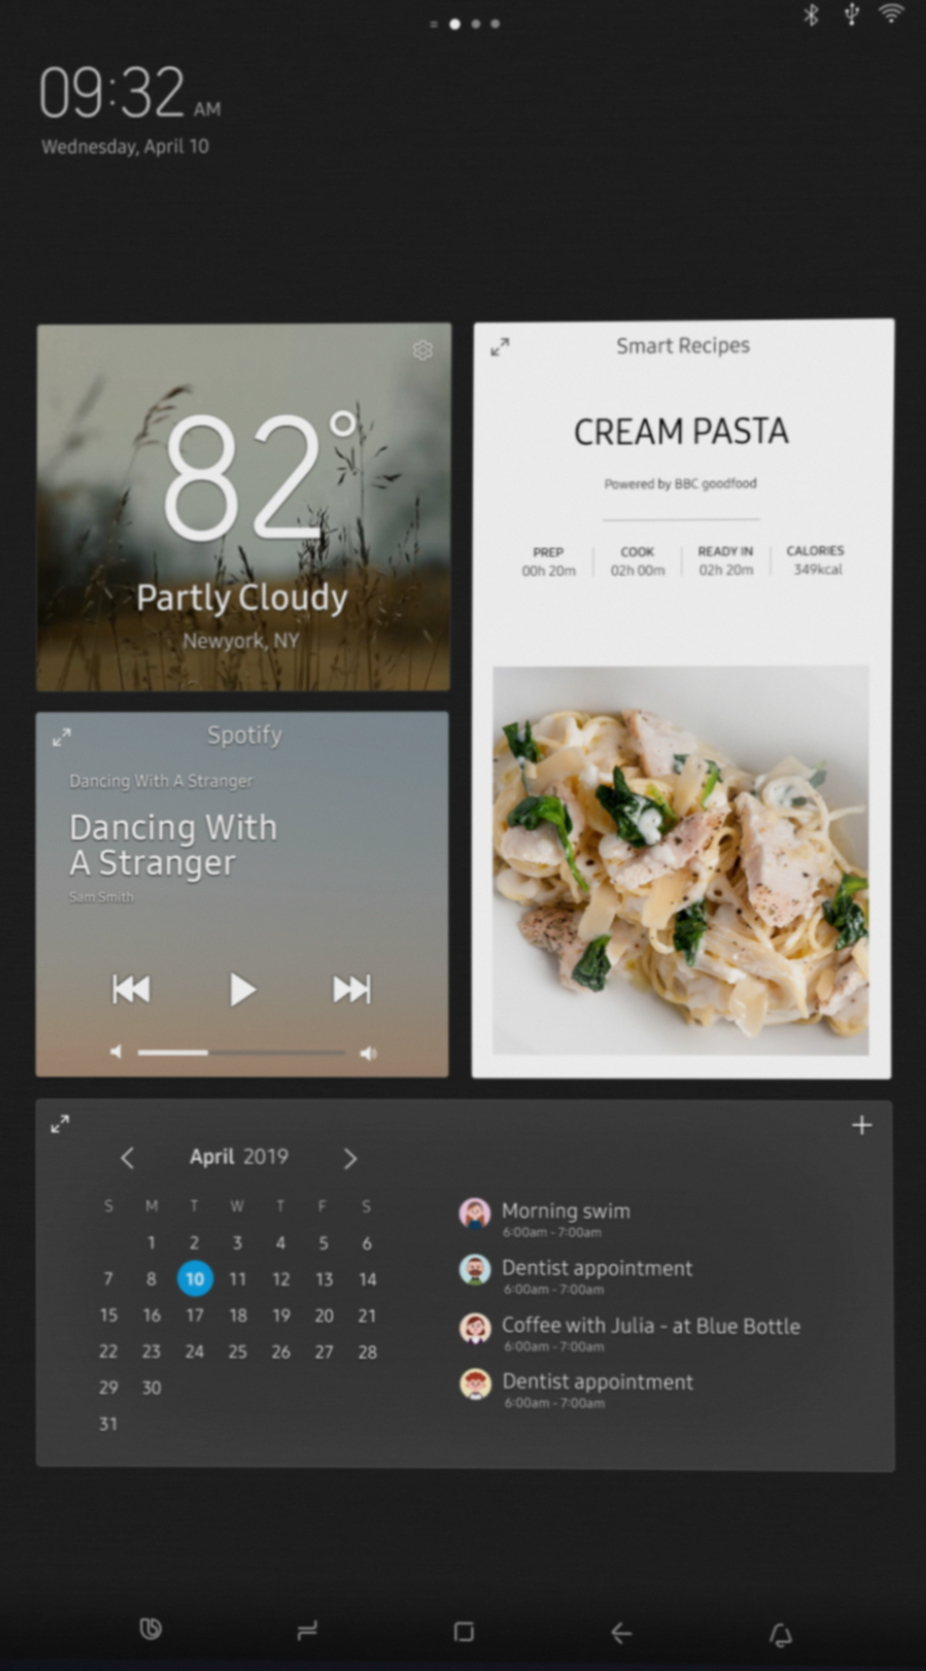 09:32 AM
Wednesday, April 10
82°
Partly Cloudy
Newyork, NY
Smart Recipes
CREAM PASTA
Powered by BBC goodfood
PREP COOK READY IN CALORIES
00h 20m 02h 00m 02h 20m 349kcal
Spotify
Dancing With A Stranger
Dancing With
A Stranger
Sam Smith
April 2019
S M T W T F S
1 2 3 4 5 6
7 8 10 11 12 13 14
15 16 17 18 19 20 21
22 23 24 25 26 27 28
29 30
31
Morning swim
6:00am - 7:00am
Dentist appointment
6:00am - 7:00am
Coffee with Julia - at Blue Bottle
6:00am - 7:00am
Dentist appointment
6:00am - 7:00am